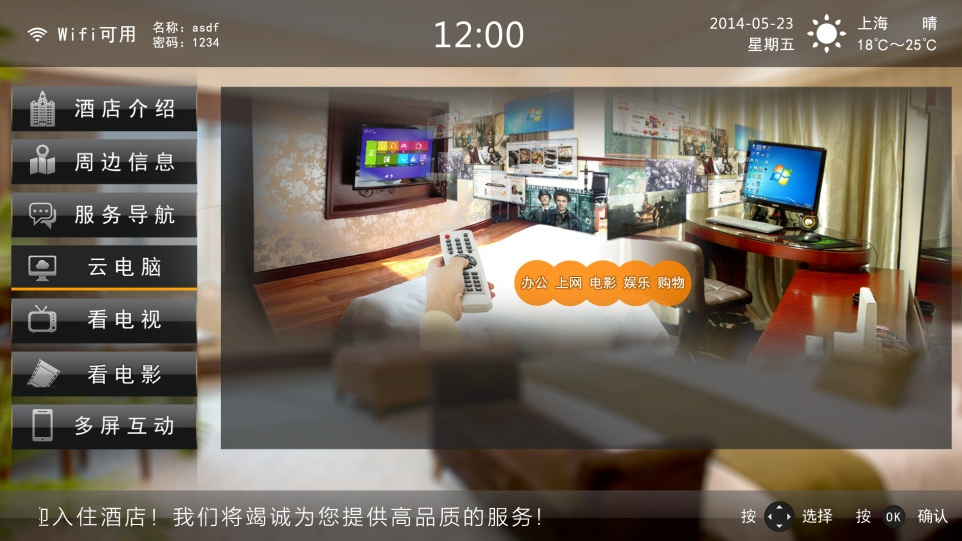 Wifi可用
名称：asdf
密码：1234
12:00
2014-05-23
星期五
上海 晴
18℃～25℃
酒店介绍
周边信息
服务导航
云电脑
看电视
看电影
多屏互动
办公 上网 电影 娱乐 购物
入住酒店！我们将竭诚为您提供高品质的服务！
按 选择 按 OK 确认